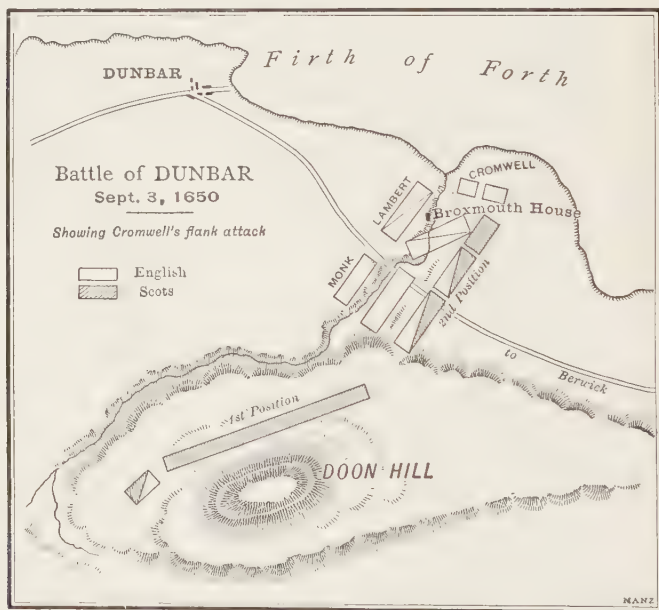 Firth of Forth
DUNBAR
Battle of DUNBAR
Sept. 3, 1650
Showing Cromwell's flank attack
English
Scots
CROMWELL
LAMBERT
Broxmouth House
MONK
2nd Position
to Berwick
1st Position
DOON HILL
MANZ